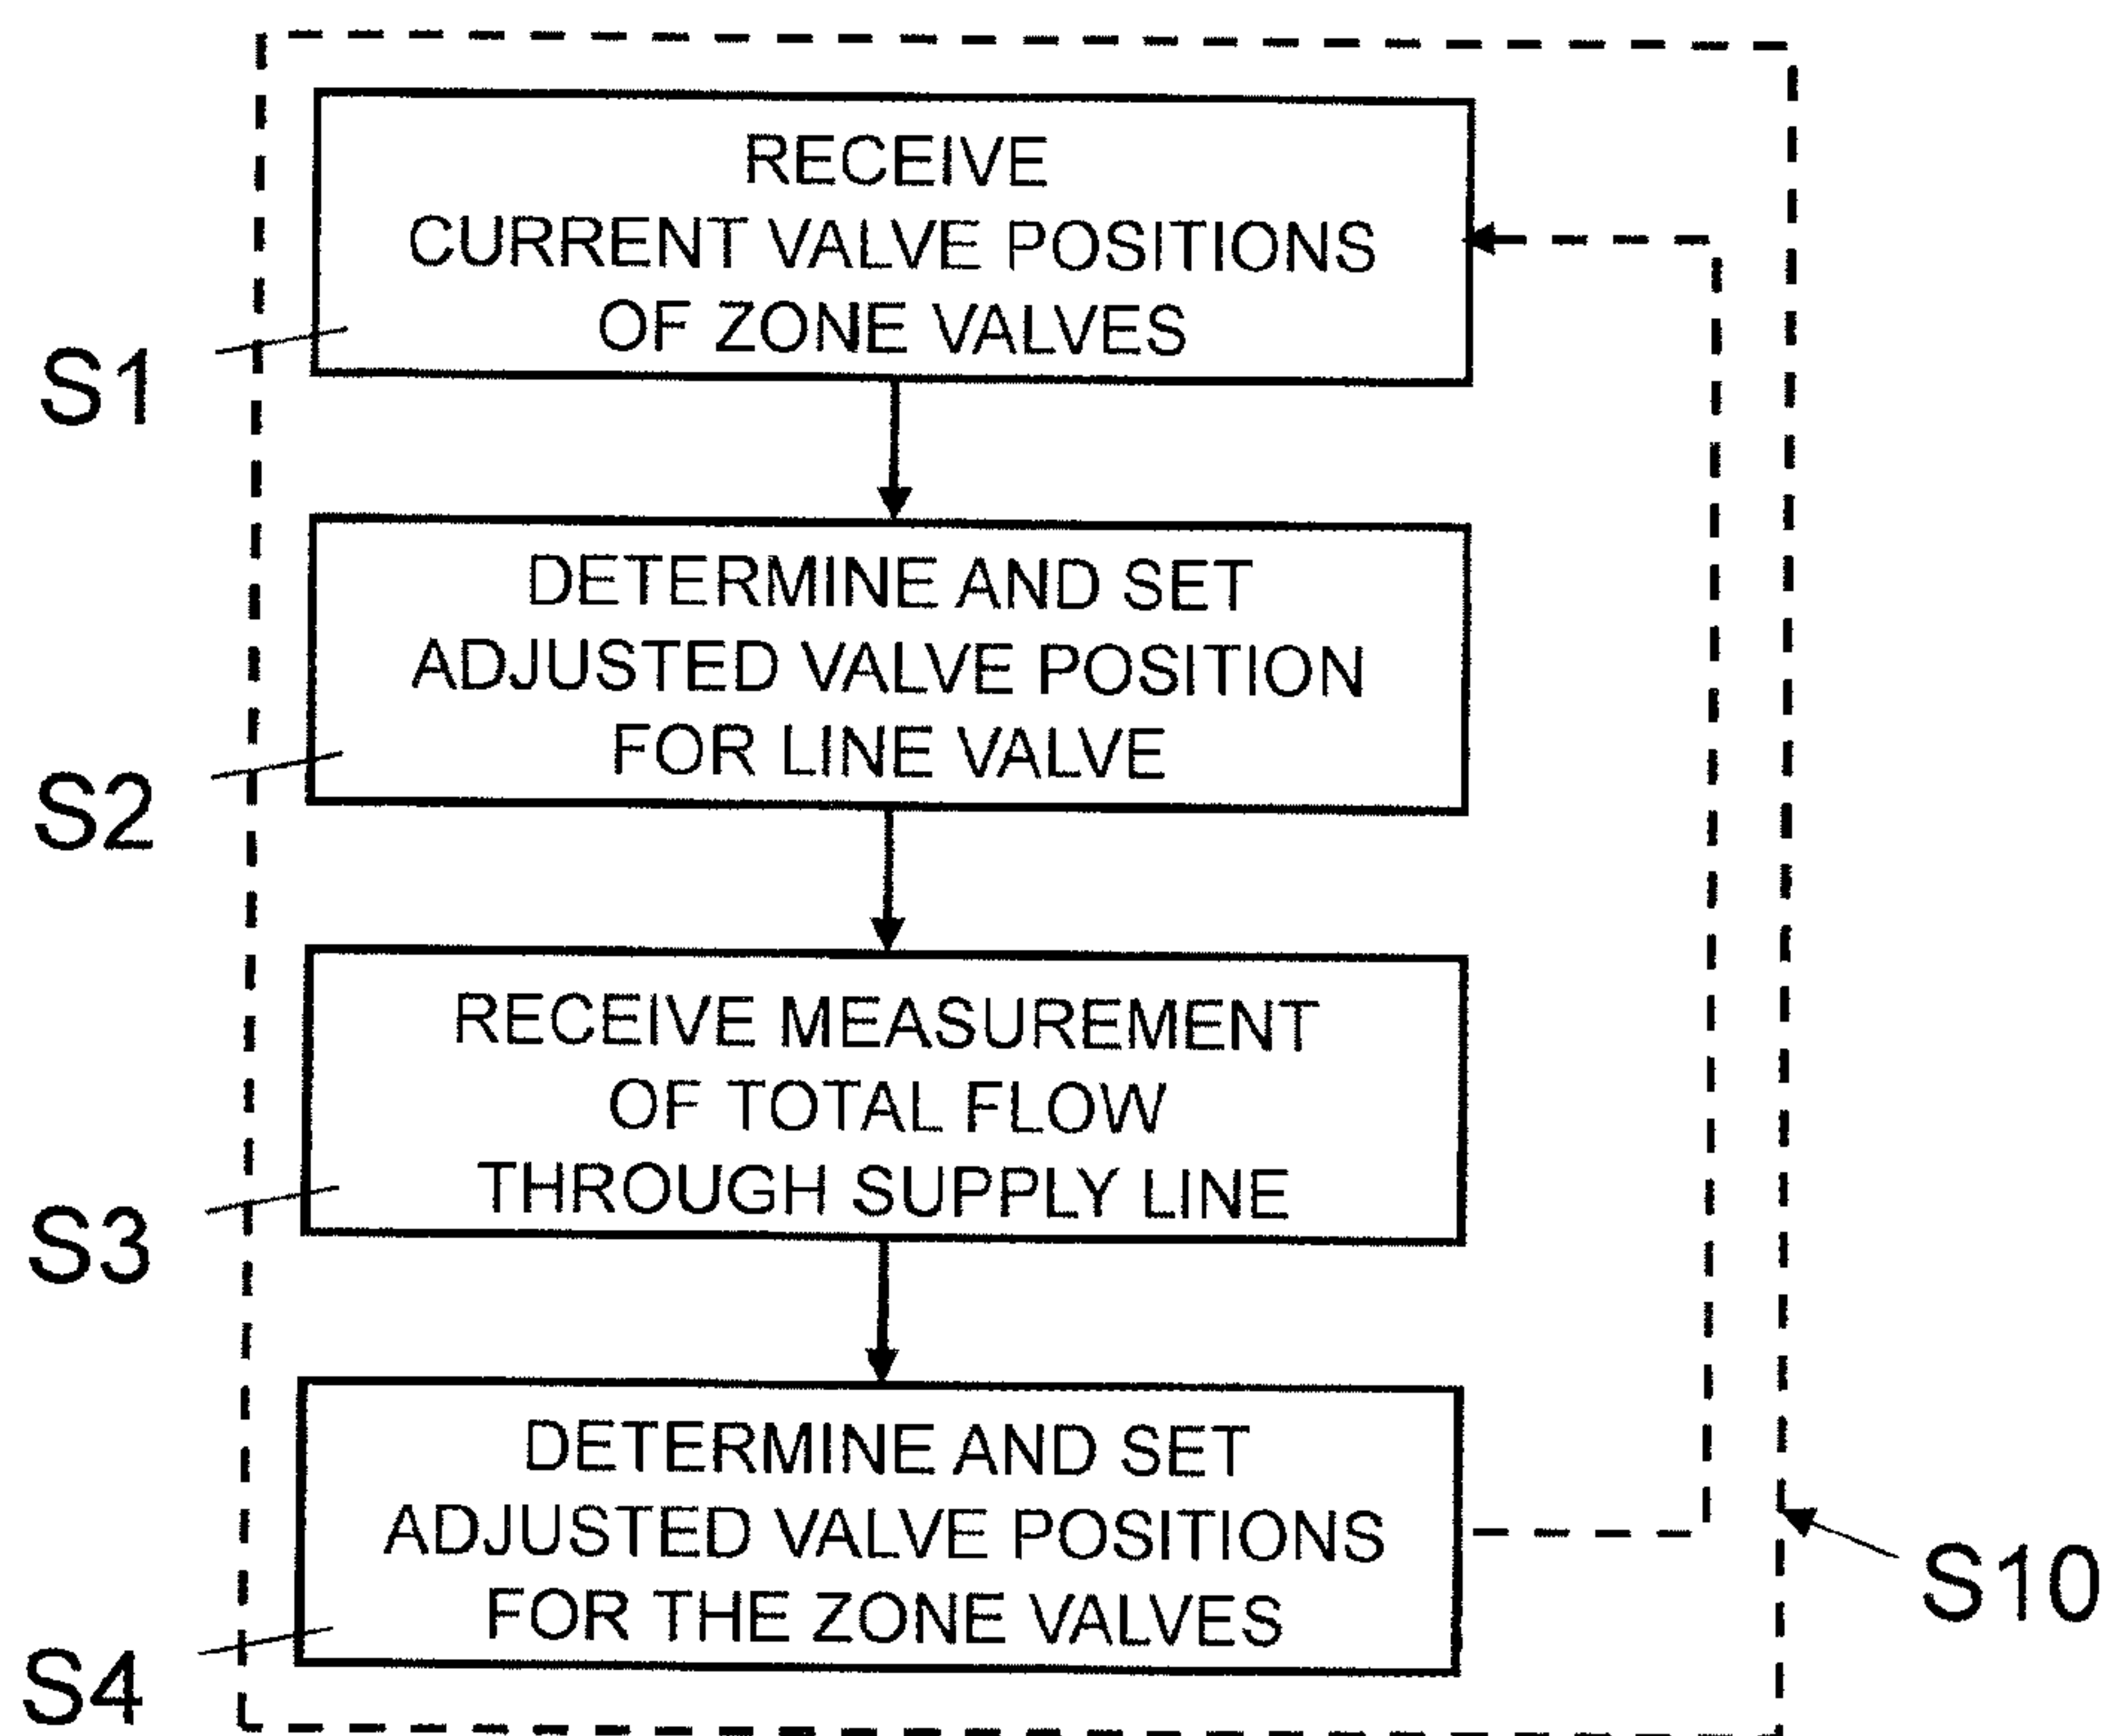 RECEIVE
CURRENT VALVE POSITIONS
OF ZONE VALVES
S1
DETERMINE AND SET
ADJUSTED VALVE POSITION
FOR LINE VALVE
S2
RECEIVE MEASUREMENT
OF TOTAL FLOW
THROUGH SUPPLY LINE
S3
DETERMINE AND SET
ADJUSTED VALVE POSITIONS
FOR THE ZONE VALVES
S4
S10